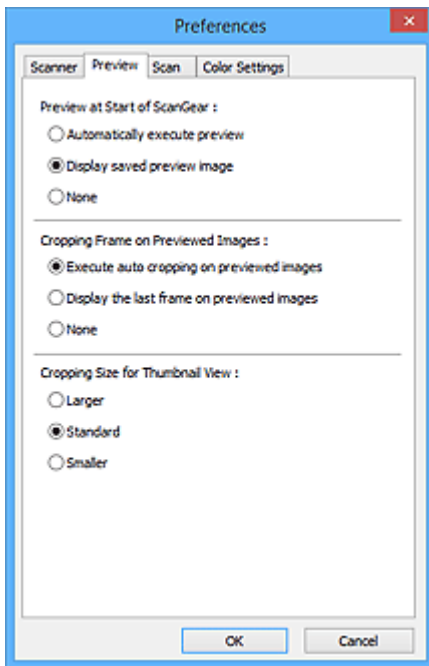 Preferences
Scanner Preview Scan Color Settings
Preview at Start of ScanGear :
Automatically execute preview
Display saved preview image
None
Cropping Frame on Previewed Images :
Execute auto cropping on previewed images
Display the last frame on previewed images
None
Cropping Size for Thumbnail View :
Larger
Standard
Smaller
OK Cancel